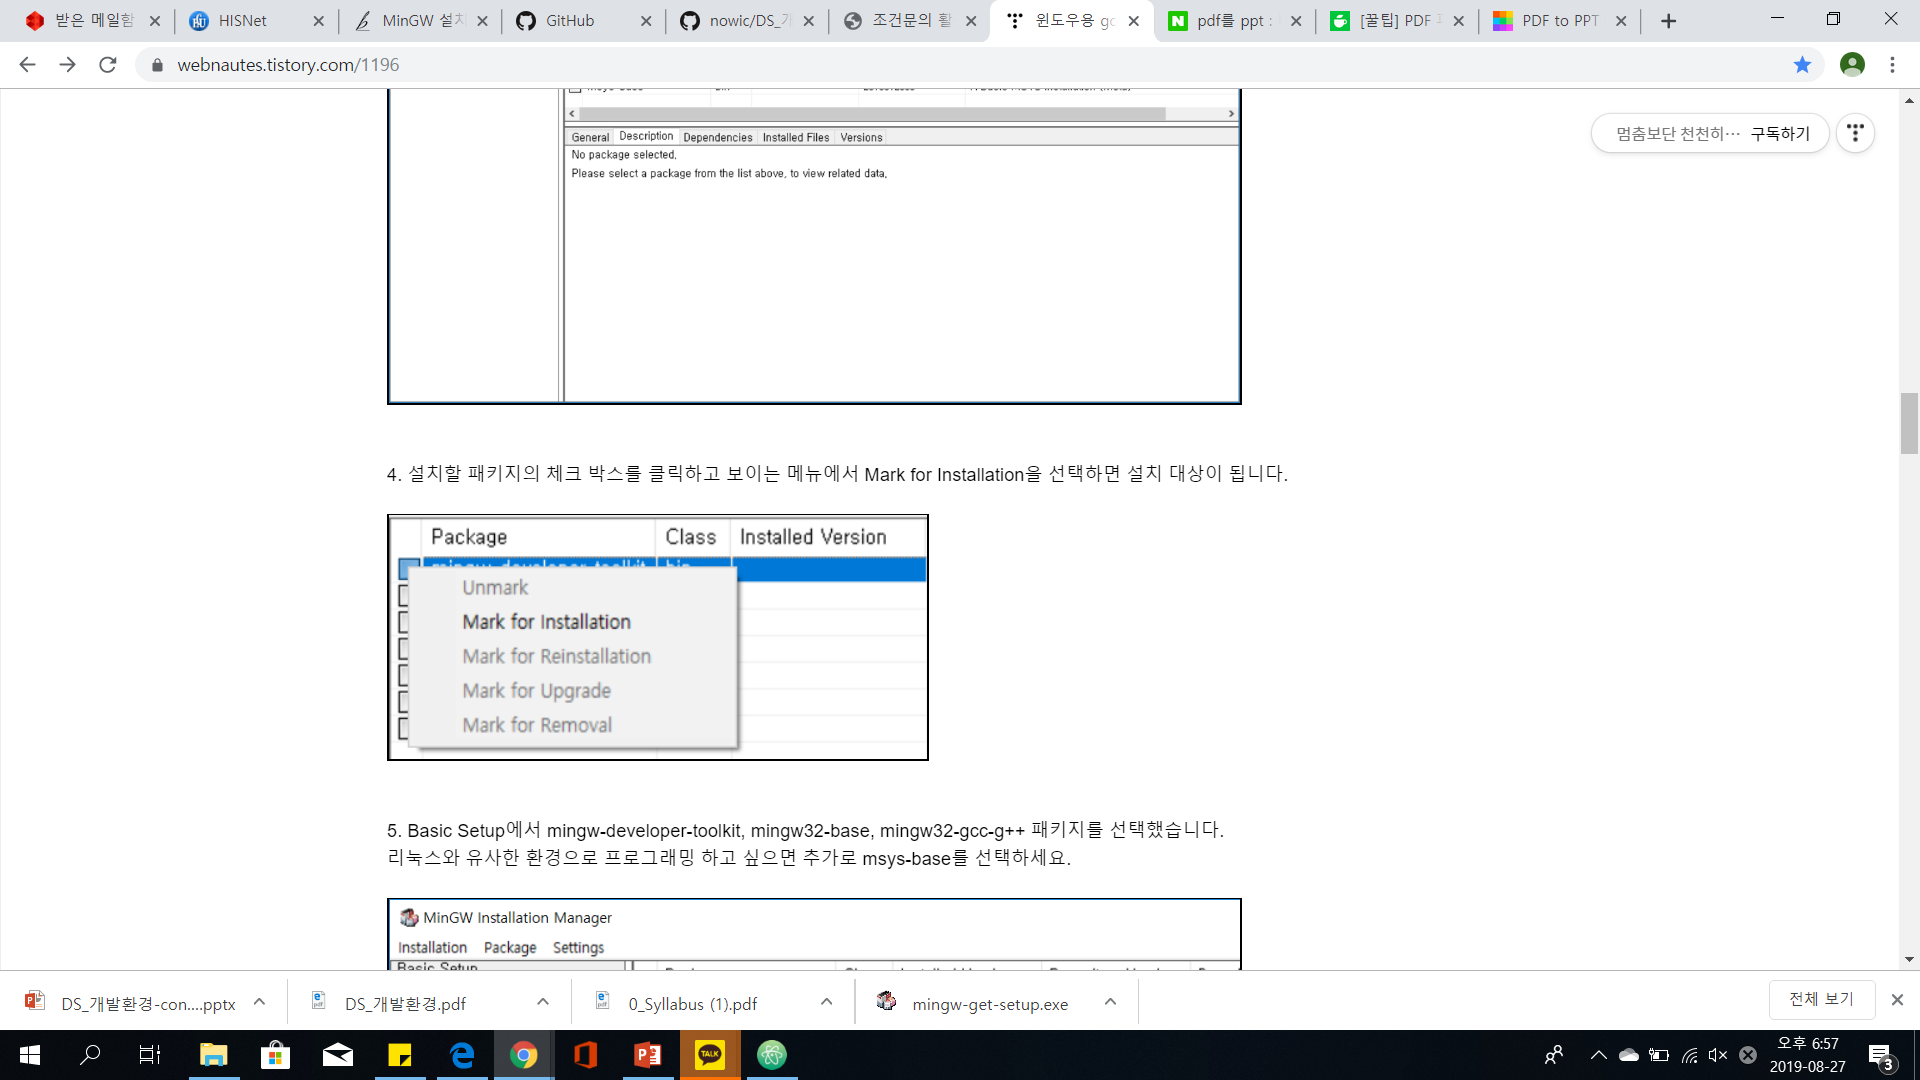 받은 메일함
HISNet
MinGW 설치
GitHub
nowic/DS_
조건문의 활
윈도우용 gc
pdf를 ppt :
[꿀팁] PDF
PDF to PPT
webnautes.tistory.com/1196
멈춤보단 천천히··· 구독하기
General Description Dependencies Installed Files Versions
No package selected.
Please select a package from the list above, to view related data.
4. 설치할 패키지의 체크 박스를 클릭하고 보이는 메뉴에서 Mark for Installation을 선택하면 설치 대상이 됩니다.
Package Class Installed Version
mingw-developer-toolkit bin
Unmark
Mark for Installation
Mark for Reinstallation
Mark for Upgrade
Mark for Removal
5. Basic Setup에서 mingw-developer-toolkit, mingw32-base, mingw32-gcc-g++ 패키지를 선택했습니다.
리눅스와 유사한 환경으로 프로그래밍 하고 싶으면 추가로 msys-base를 선택하세요.
MinGW Installation Manager
Installation Package Settings
Basic Setup
DS_개발환경-con....pptx
DS_개발환경.pdf
0_Syllabus (1).pdf
mingw-get-setup.exe
전체 보기
TALK
오후 6:57
2019-08-27
3